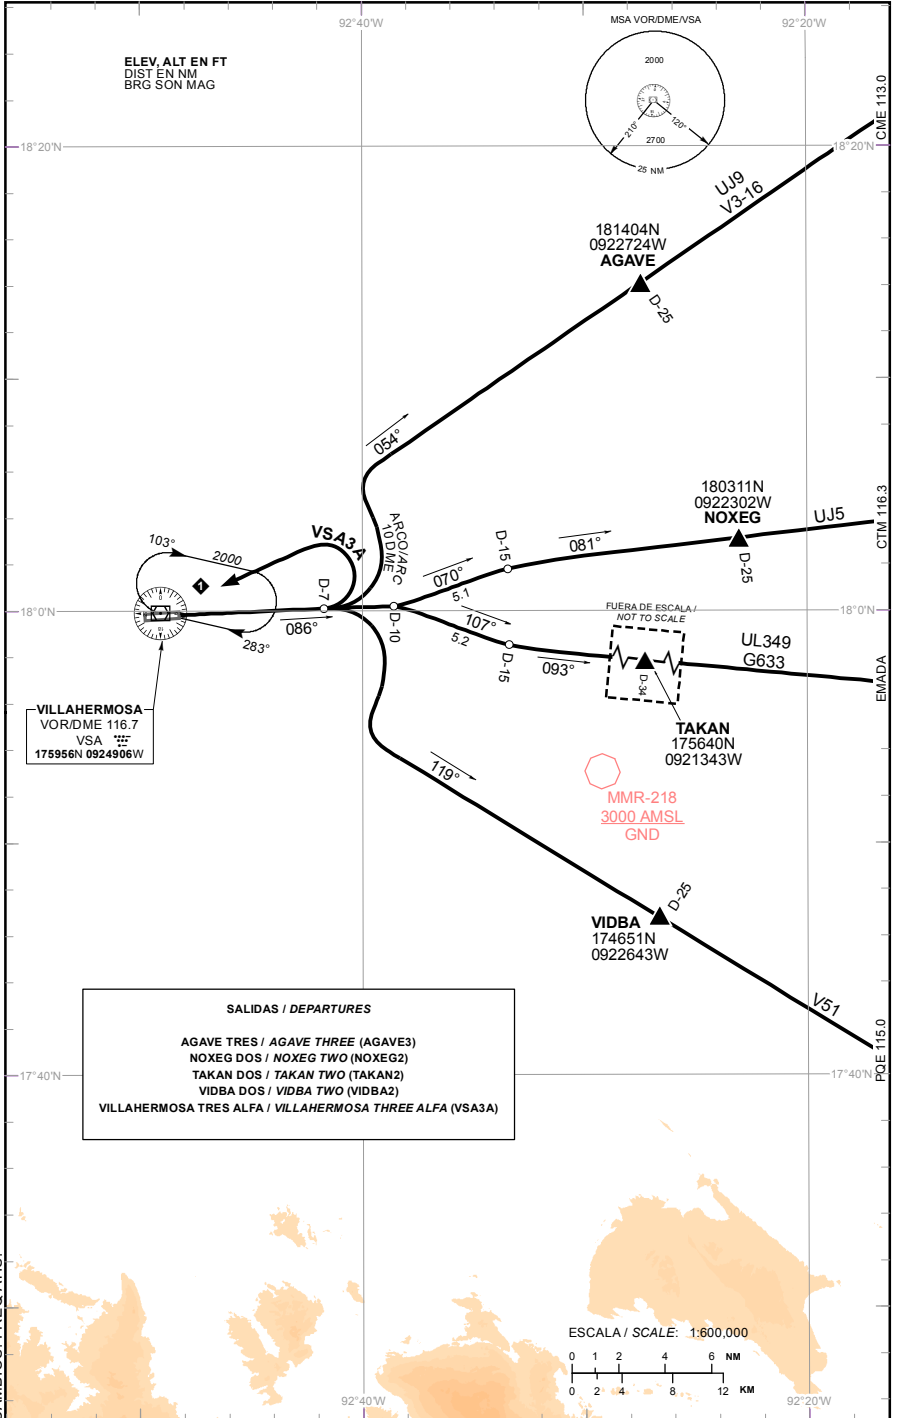 92°40'W
92°20'W
MSA VOR/DME/VSA
2000
210°
120°
2700
25 NM
ELEV, ALT EN FT
DIST EN NM
BRG SON MAG
CME 113.0
18°20'N
18°20'N
UJ9
V3-16
181404N
0922724W
AGAVE
D-25
054°
ARCO/ARC
10 DME
180311N
0922302W
NOXEG
UJ5
CTM 116.3
D-25
VSA3A
103°
2000
1
283°
D-7
086°
D-10
070°
5.1
D-15
081°
107°
5.2
D-15
093°
18°0'N
18°0'N
FUERA DE ESCALA /
NOT TO SCALE
D-34
UL349
G633
EMADA
TAKAN
175640N
0921343W
VILLAHERMOSA
VOR/DME 116.7
VSA
175956N 0924906W
119°
MMR-218
3000 AMSL
GND
D-25
VIDBA
174651N
0922643W
V51
PQE 115.0
SALIDAS / DEPARTURES
AGAVE TRES / AGAVE THREE (AGAVE3)
NOXEG DOS / NOXEG TWO (NOXEG2)
TAKAN DOS / TAKAN TWO (TAKAN2)
VIDBA DOS / VIDBA TWO (VIDBA2)
VILLAHERMOSA TRES ALFA / VILLAHERMOSA THREE ALFA (VSA3A)
17°40'N
17°40'N
ESCALA / SCALE: 1:600,000
0 1 2 4 6 NM
0 2 4 8 12 KM
92°40'W
92°20'W